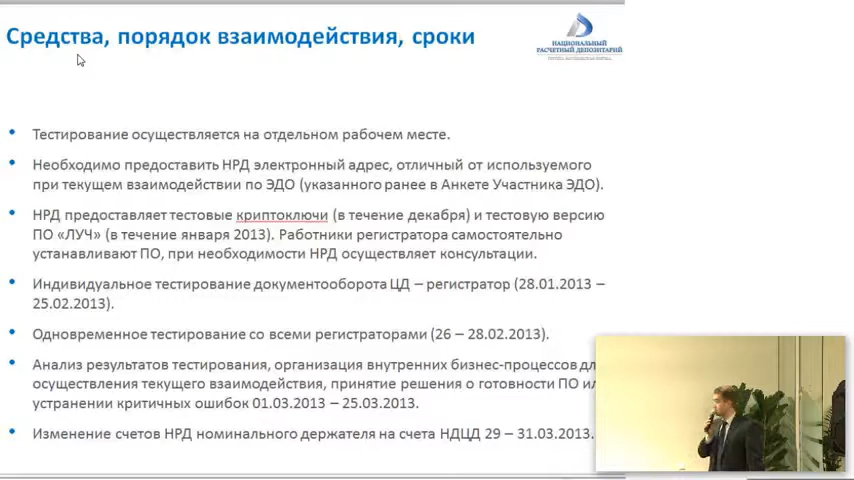 Средства, порядок взаимодействия, сроки
НАЦИОНАЛЬНЫЙ
РАСЧЕТНЫЙ ДЕПОЗИТАРИЙ
Тестирование осуществляется на отдельном рабочем месте.
Необходимо предоставить НРД электронный адрес, отличный от используемого
при текущем взаимодействии по ЭДО (указанного ранее в Анкете Участника ЭДО).
НРД предоставляет тестовые криптоключи (в течение декабря) и тестовую версию
ПО «ЛУЧ» (в течение января 2013). Работники регистратора самостоятельно
устанавливают ПО, при необходимости НРД осуществляет консультации.
Индивидуальное тестирование документооборота ЦД – регистратор (28.01.2013 –
25.02.2013).
Одновременное тестирование со всеми регистраторами (26 – 28.02.2013).
Анализ результатов тестирования, организация внутренних бизнес-процессов дл
осуществления текущего взаимодействия, принятие решения о готовности ПО ил
устранении критичных ошибок 01.03.2013 – 25.03.2013.
Изменение счетов НРД номинального держателя на счета НДЦД 29 – 31.03.2013.